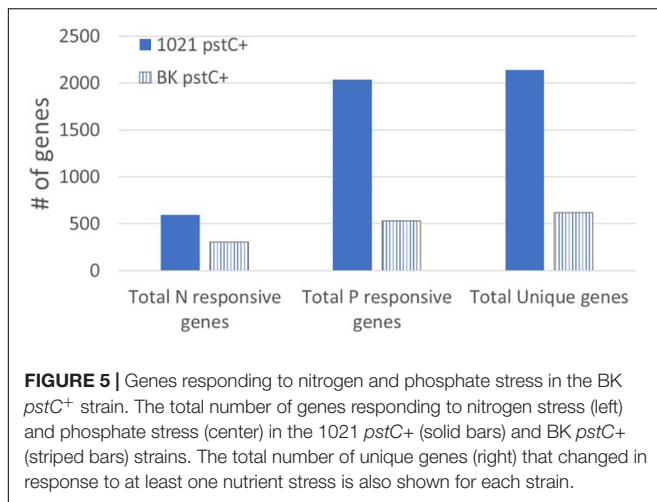 2500
1021 pstC+
2000
BK pstC+
1500
# of genes
1000
500
0
Total N responsive
genes
Total P responsive
genes
Total Unique genes
FIGURE 5 | Genes responding to nitrogen and phosphate stress in the BK
pstC+ strain. The total number of genes responding to nitrogen stress (left)
and phosphate stress (center) in the 1021 pstC+ (solid bars) and BK pstC+
(striped bars) strains. The total number of unique genes (right) that changed in
response to at least one nutrient stress is also shown for each strain.